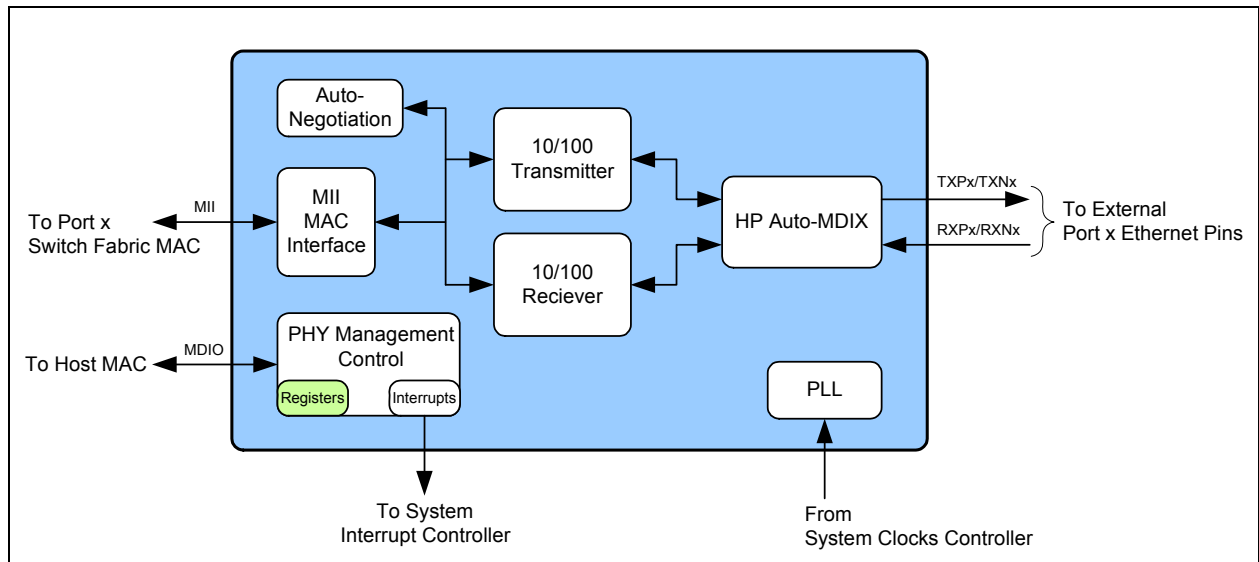 Auto-
Negotiation
10/100
Transmitter
MII
MII
MAC
Interface
To Port x
Switch Fabric MAC
HP Auto-MDIX
TXPx/TXNx
RXPx/RXNx
To External
Port x Ethernet Pins
10/100
Reciever
PHY Management
Control
MDIO
To Host MAC
Registers
Interrupts
PLL
To System
Interrupt Controller
From
System Clocks Controller